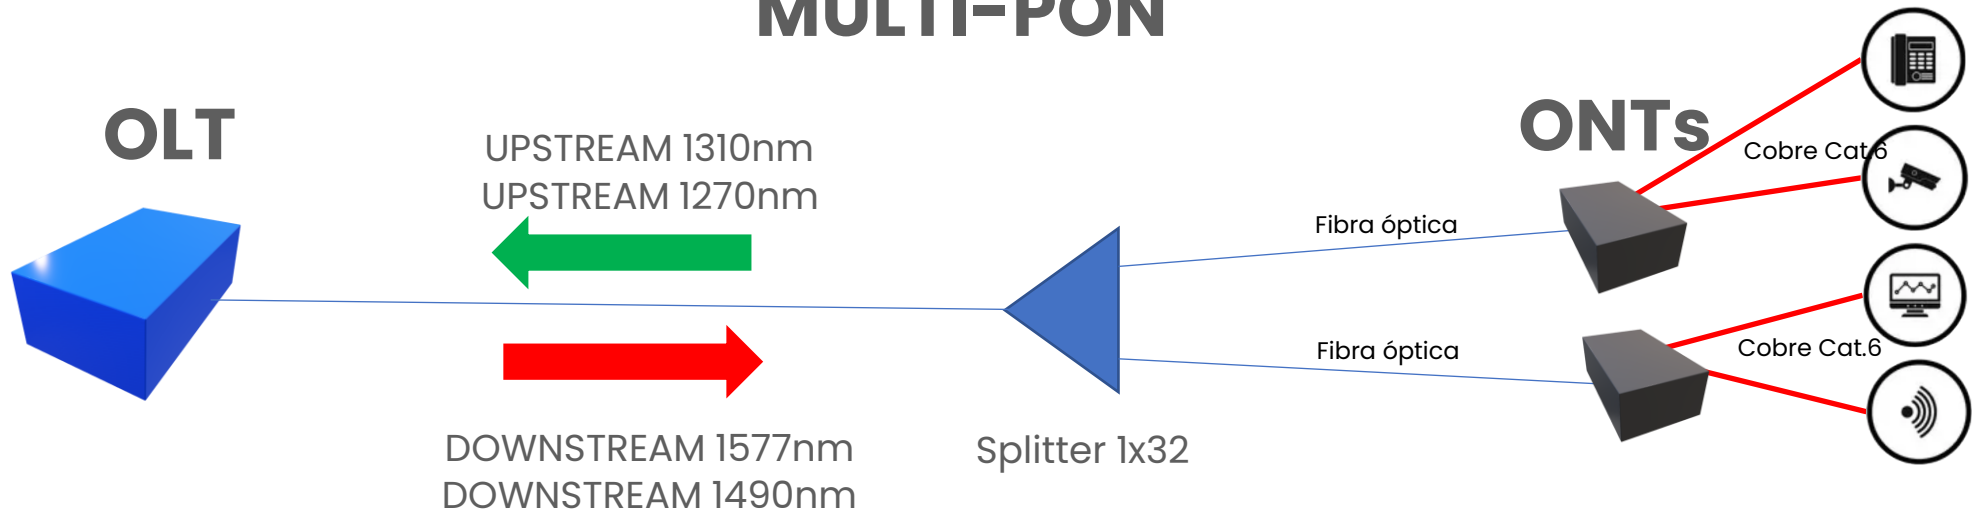 MULTI-PON
OLT
UPSTREAM 1310nm
UPSTREAM 1270nm
ONTs
Cobre Cat.6
Fibra óptica
Fibra óptica
Cobre Cat.6
DOWNSTREAM 1577nm
DOWNSTREAM 1490nm
Splitter 1x32